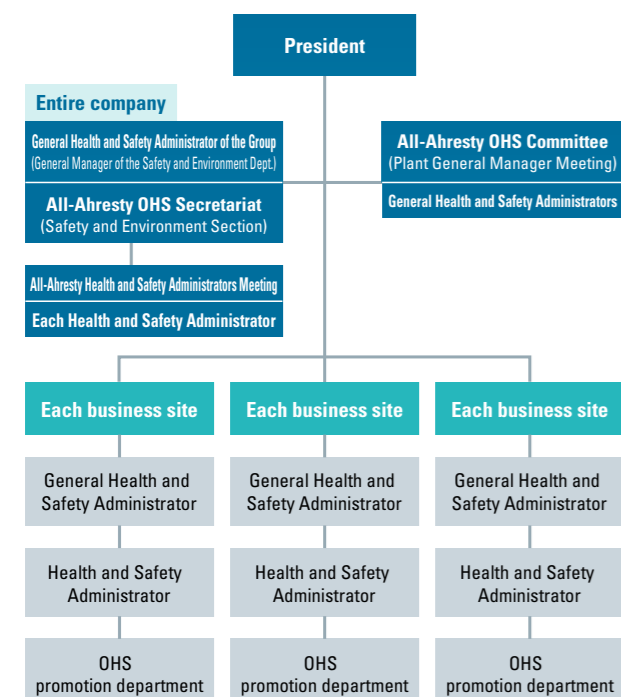 President
Entire company
General Health and Safety Administrator of the Group
(General Manager of the Safety and Environment Dept.)
All-Ahresty OHS Secretariat
(Safety and Environment Section)
All-Ahresty OHS Committee
(Plant General Manager Meeting)
General Health and Safety Administrators
All-Ahresty Health and Safety Administrators Meeting
Each Health and Safety Administrator
Each business site
Each business site
Each business site
General Health and
Safety Administrator
General Health and
Safety Administrator
General Health and
Safety Administrator
Health and Safety
Administrator
Health and Safety
Administrator
Health and Safety
Administrator
OHS
promotion department
OHS
promotion department
OHS
promotion department